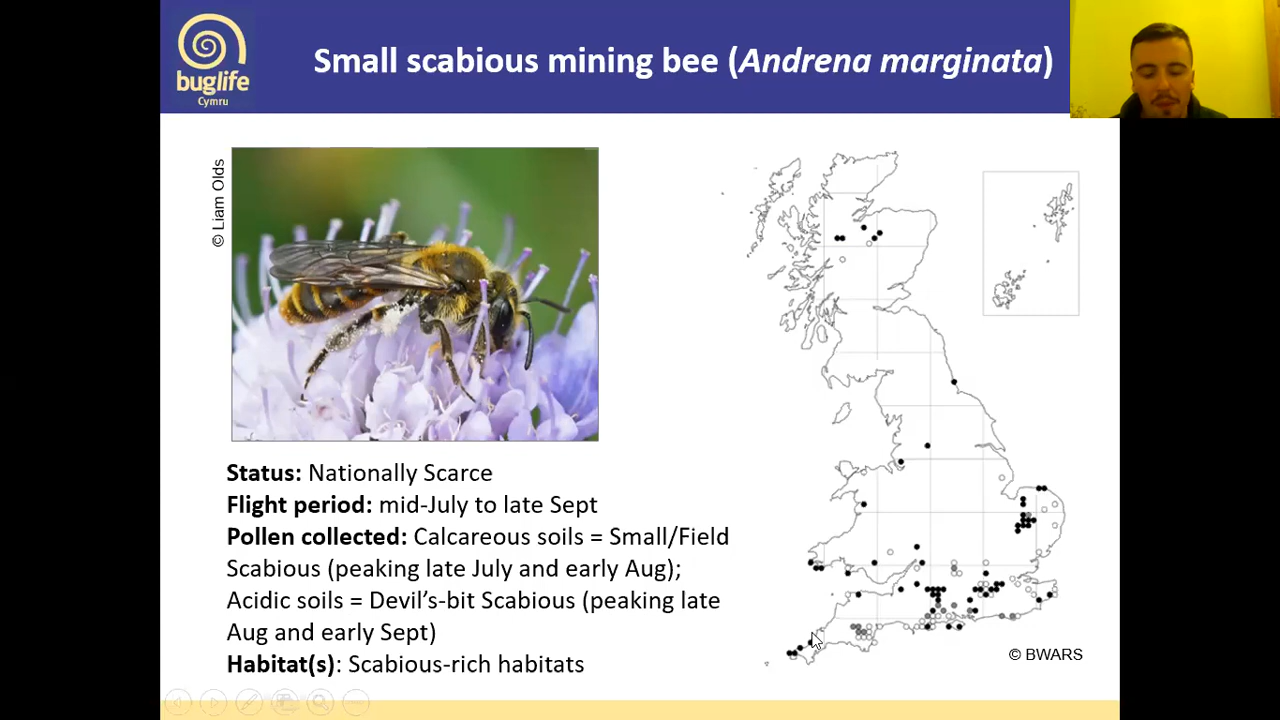 buglife
Cymru
Small scabious mining bee (Andrena marginata)
© Liam Olds
Status: Nationally Scarce
Flight period: mid-July to late Sept
Pollen collected: Calcareous soils = Small/Field
Scabious (peaking late July and early Aug);
Acidic soils = Devil’s-bit Scabious (peaking late
Aug and early Sept)
Habitat(s): Scabious-rich habitats
© BWARS